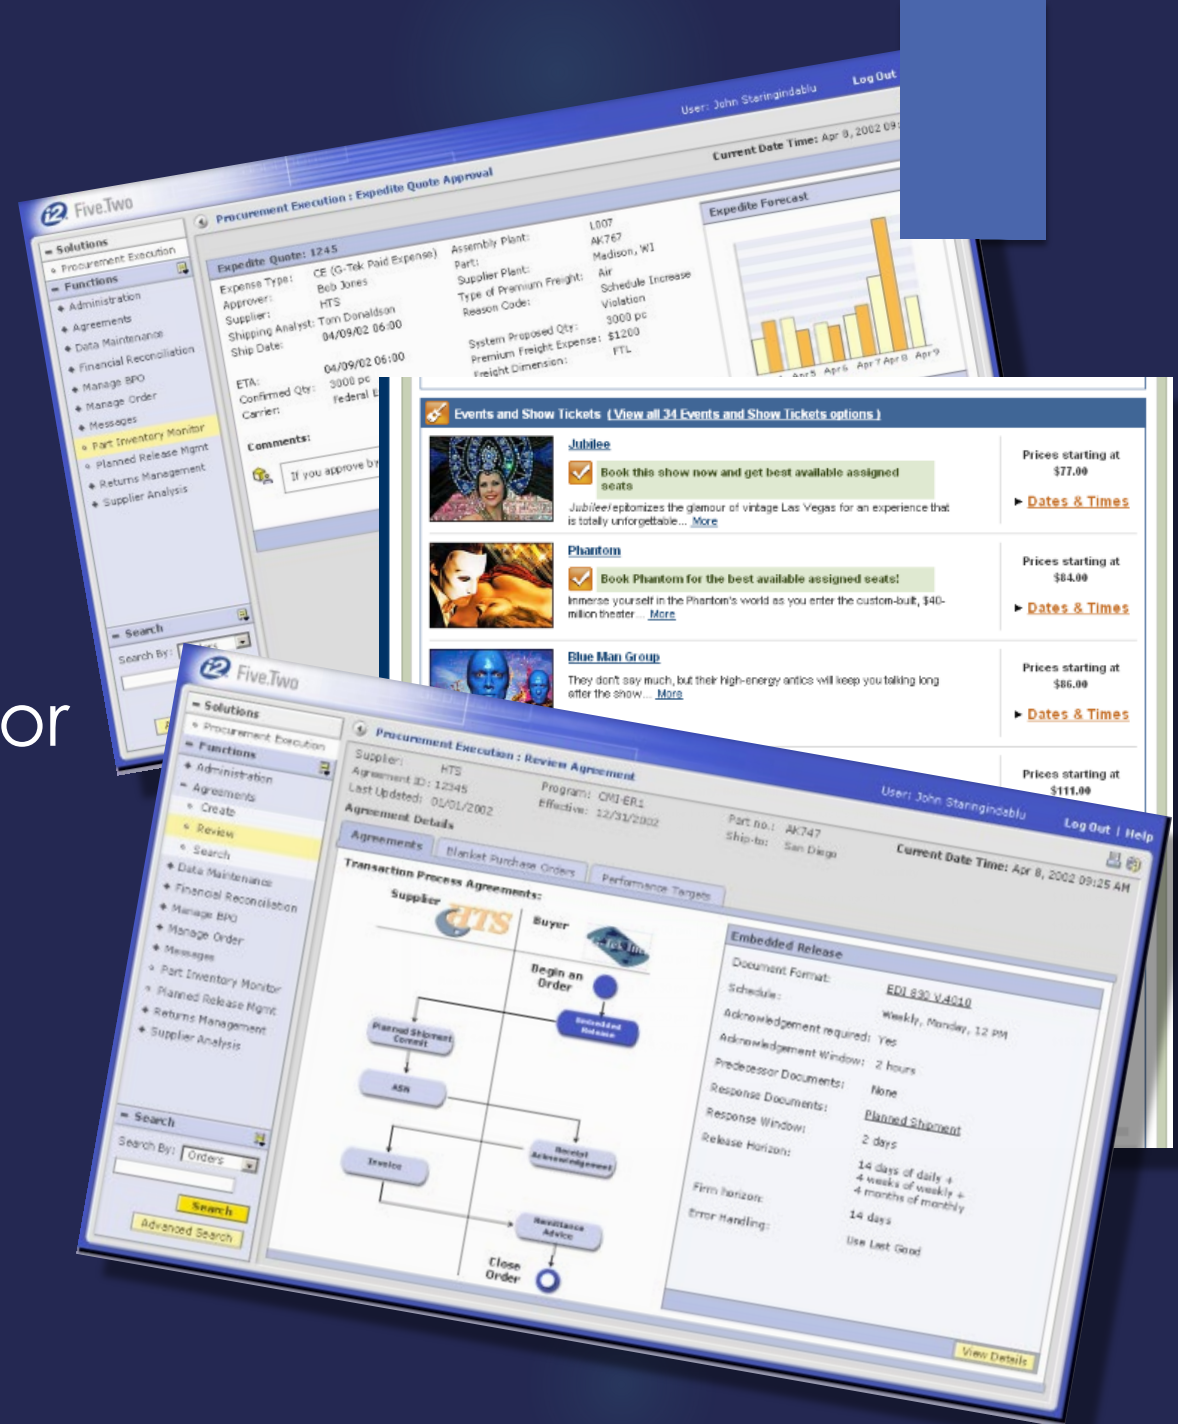 User: John Staringindablu
Log Out
i2 Five.Two
Procurement Execution : Expedite Quote Approval
Current Date Time: Apr 8, 2002 09:
Solutions
Procurement Execution
Functions
Administration
Agreements
Data Maintenance
Financial Reconciliation
Manage BPO
Manage Order
Messages
Part Inventory Monitor
Planned Release Mgmt
Returns Management
Supplier Analysis
Search
Search By:
Expedite Quote: 1245
Expense Type: CE (G-Tek Paid Expense)
Approver: Bob Jones
Supplier: HTS
Shipping Analyst: Tom Donaldson
Ship Date: 04/09/02 06:00
ETA: 04/09/02 06:00
Confirmed Qty: 3000 pc
Carrier: Federal E
Comments:
If you approve by
Assembly Plant: L007
Part: AK767
Supplier Plant: Madison, WI
Type of Premium Freight: Air
Reason Code: Schedule Increase
Violation
System Proposed Qty: 3000 pc
Premium Freight Expense: $1200
Freight Dimension: FTL
Expedite Forecast
Apr5 Apr6 Apr7 Apr8 Apr9
Events and Show Tickets ( View all 34 Events and Show Tickets options )
Jubilee
Book this show now and get best available assigned
seats
Jubilee! epitomizes the glamour of vintage Las Vegas for an experience that
is totally unforgettable... More
Prices starting at
$77.00
Dates & Times
Phantom
Book Phantom for the best available assigned seats!
Immerse yourself in the Phantom's world as you enter the custom-built, $40-
million theater... More
Prices starting at
$84.00
Dates & Times
Blue Man Group
They don't say much, but their high-energy antics will keep you talking long
after the show... More
Prices starting at
$86.00
Dates & Times
Prices starting at
$111.00
or
i2 Five.Two
User: John Staringindablu
Log Out | Help
Procurement Execution : Review Agreement
Current Date Time: Apr 8, 2002 09:25 AM
Solutions
Procurement Execution
Functions
Administration
Agreements
Create
Review
Search
Data Maintenance
Financial Reconciliation
Manage BPO
Manage Order
Messages
Part Inventory Monitor
Planned Release Mgmt
Returns Management
Supplier Analysis
Search
Search By: Orders
Search
Advanced Search
Supplier: HTS
Agreement ID: 12345
Last Updated: 01/01/2002
Program: CMI-ER1
Effective: 12/31/2002
Part no.: AK747
Ship-to: San Diego
Agreement Details
Agreements
Blanket Purchase Orders
Performance Targets
Transaction Process Agreements:
Supplier
HTS
Buyer
Begin an
Order
Embedded
Release
Planned Shipment
Commit
ASN
Receipt
Acknowledgement
Invoice
Remittance
Advice
Close
Order
Embedded Release
Document Format: EDI 830 V.4010
Schedule: Weekly, Monday, 12 PM
Acknowledgement required: Yes
Acknowledgement Window: 2 hours
Predecessor Documents: None
Response Documents: Planned Shipment
Response Window: 2 days
Release Horizon: 14 days of daily +
4 weeks of weekly +
4 months of monthly
Firm horizon: 14 days
Error Handling: Use Last Good
View Details